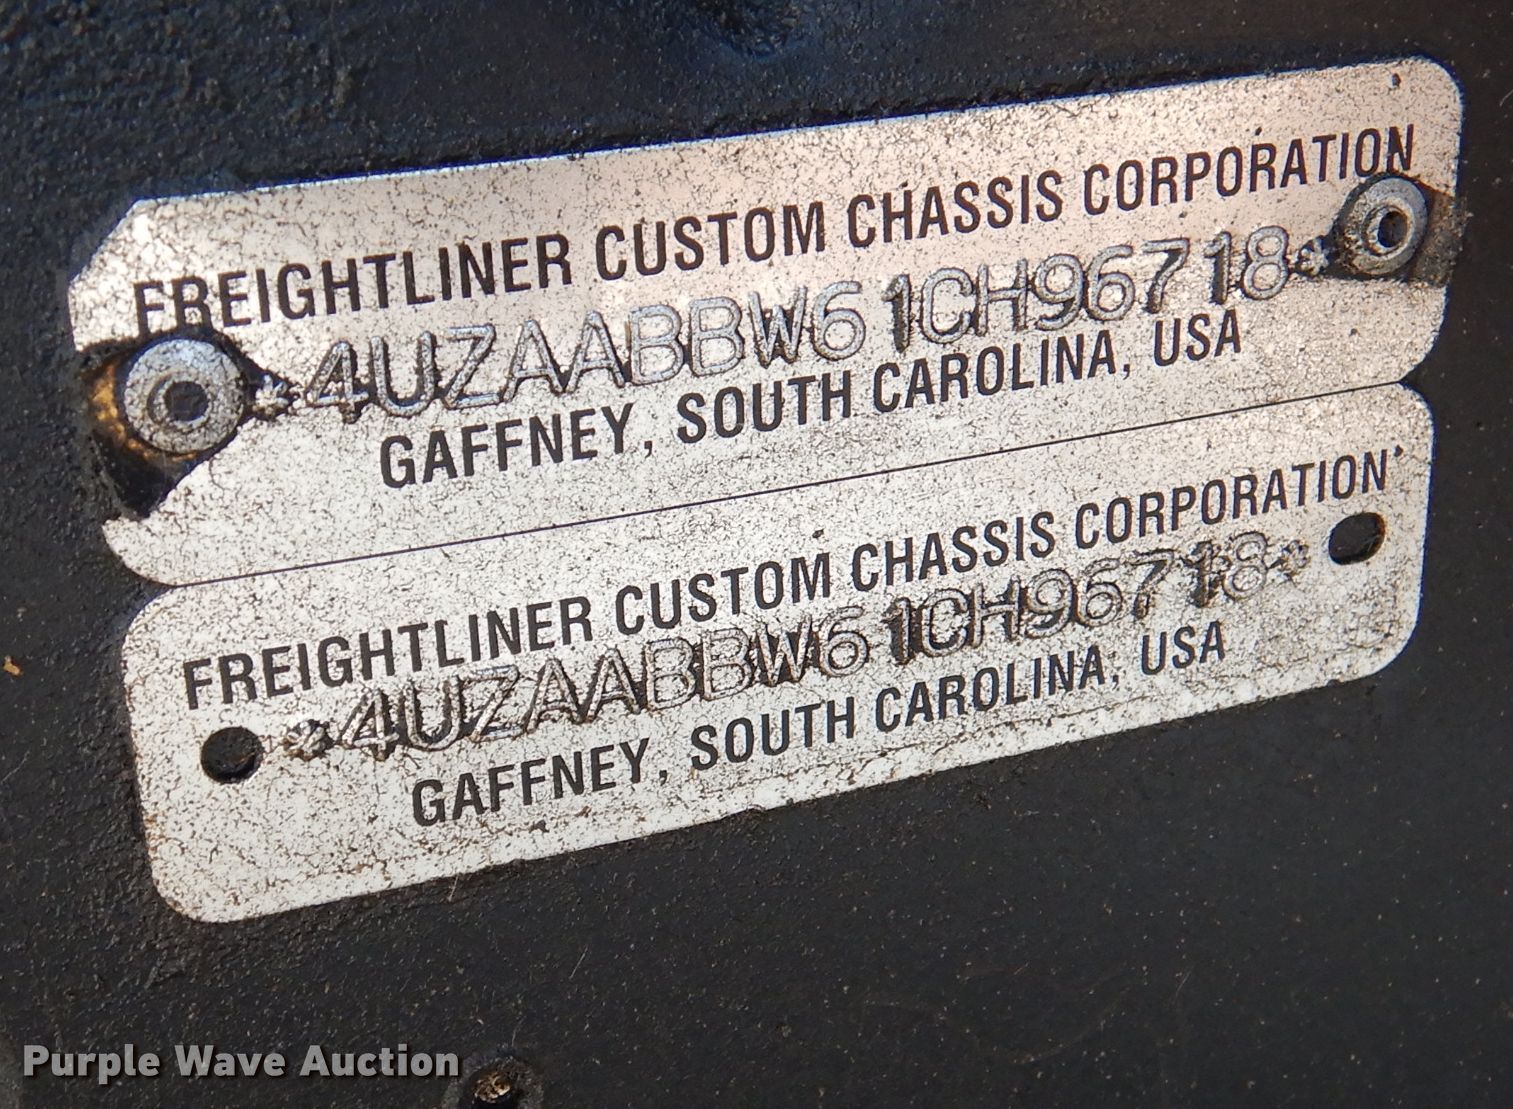 FREIGHTLINER CUSTOM CHASSIS CORPORATION
*4UZAABBW61CH96718*
GAFFNEY, SOUTH CAROLINA, USA
FREIGHTLINER CUSTOM CHASSIS CORPORATION
*4UZAABBW61CH96718*
GAFFNEY, SOUTH CAROLINA, USA
Purple Wave Auction